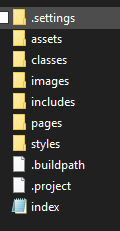 .settings
assets
classes
images
includes
pages
styles
.buildpath
.project
index